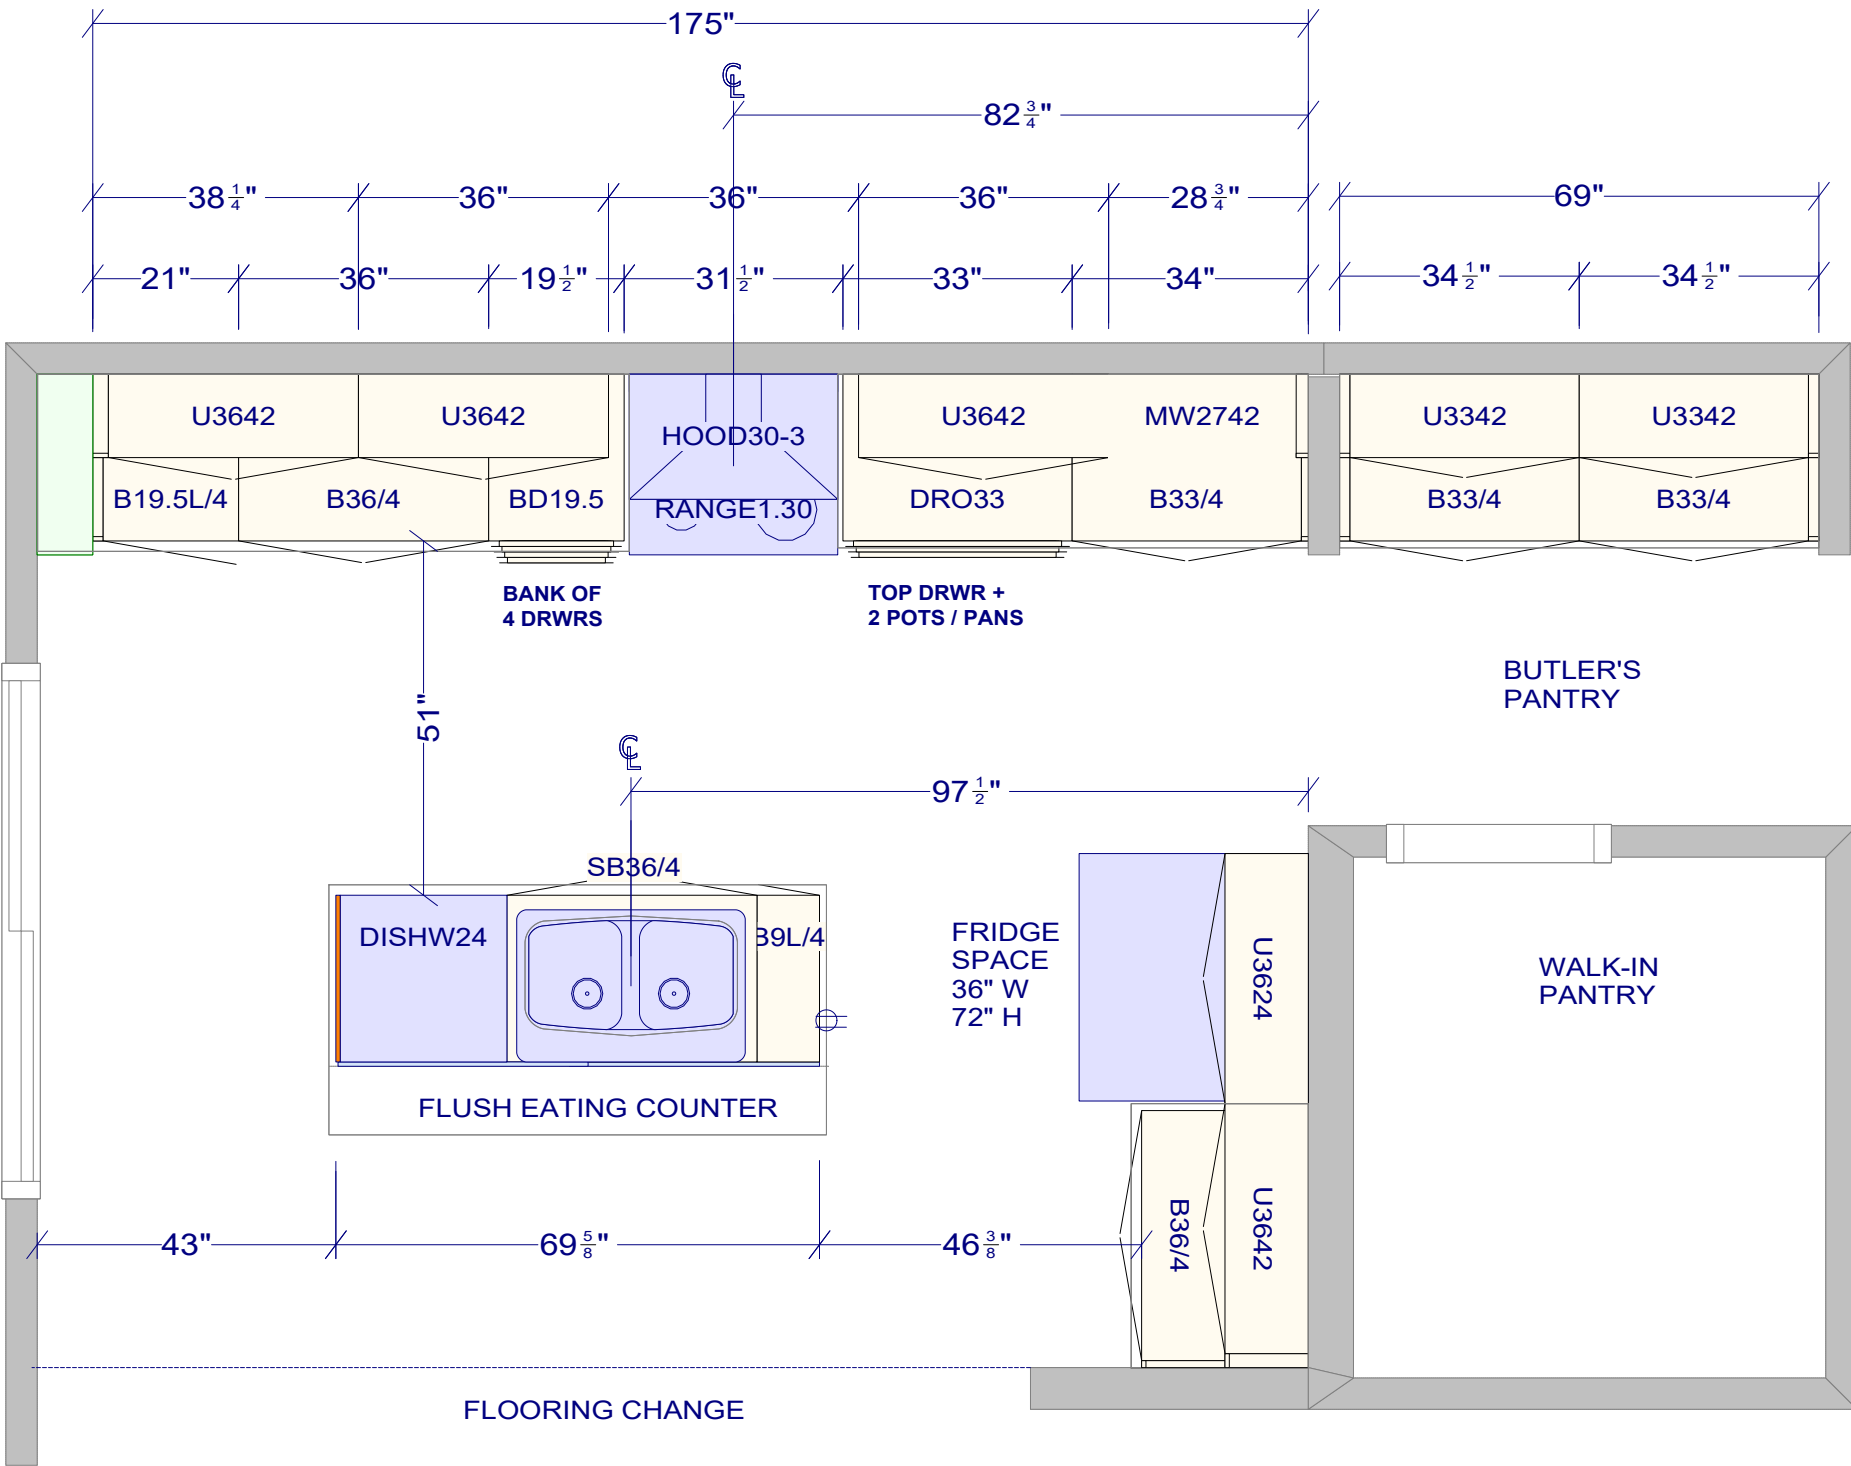 175"
CL
82 3/4"
38 1/4" 36" 36" 36" 28 3/4" 69"
21" 36" 19 1/2" 31 1/2" 33" 34" 34 1/2" 34 1/2"
U3642 U3642 HOOD30-3 U3642 MW2742 U3342 U3342
B19.5L/4 B36/4 BD19.5 RANGE1.30 DRO33 B33/4 B33/4 B33/4
BANK OF
4 DRWRS
TOP DRWR +
2 POTS / PANS
BUTLER'S
PANTRY
51"
CL
97 1/2"
SB36/4
DISHW24 B9L/4
FRIDGE
SPACE
36" W
72" H
U3624
WALK-IN
PANTRY
FLUSH EATING COUNTER
B36/4
U3642
43" 69 5/8" 46 3/8"
FLOORING CHANGE